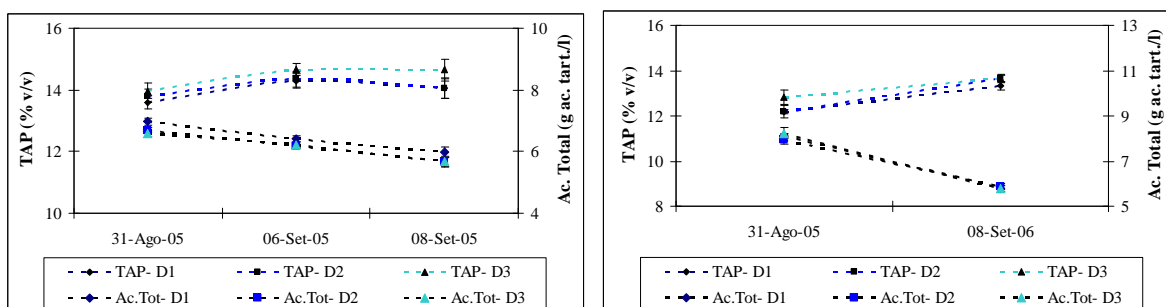 TAP (% v/v)
16
14
12
10
10
9
8
7
6
5
4
Ac. Total (g ac. tart./l)
31-Ago-05 06-Set-05 08-Set-05
TAP- D1 TAP- D2 TAP- D3
Ac.Tot- D1 Ac.Tot- D2 Ac.Tot- D3
TAP (% v/v)
16
14
12
10
8
13
11
9
7
5
Ac. Total (g ac. tart./l)
31-Ago-05 08-Set-06
TAP- D1 TAP- D2 TAP- D3
Ac.Tot- D1 Ac.Tot- D2 Ac.Tot- D3